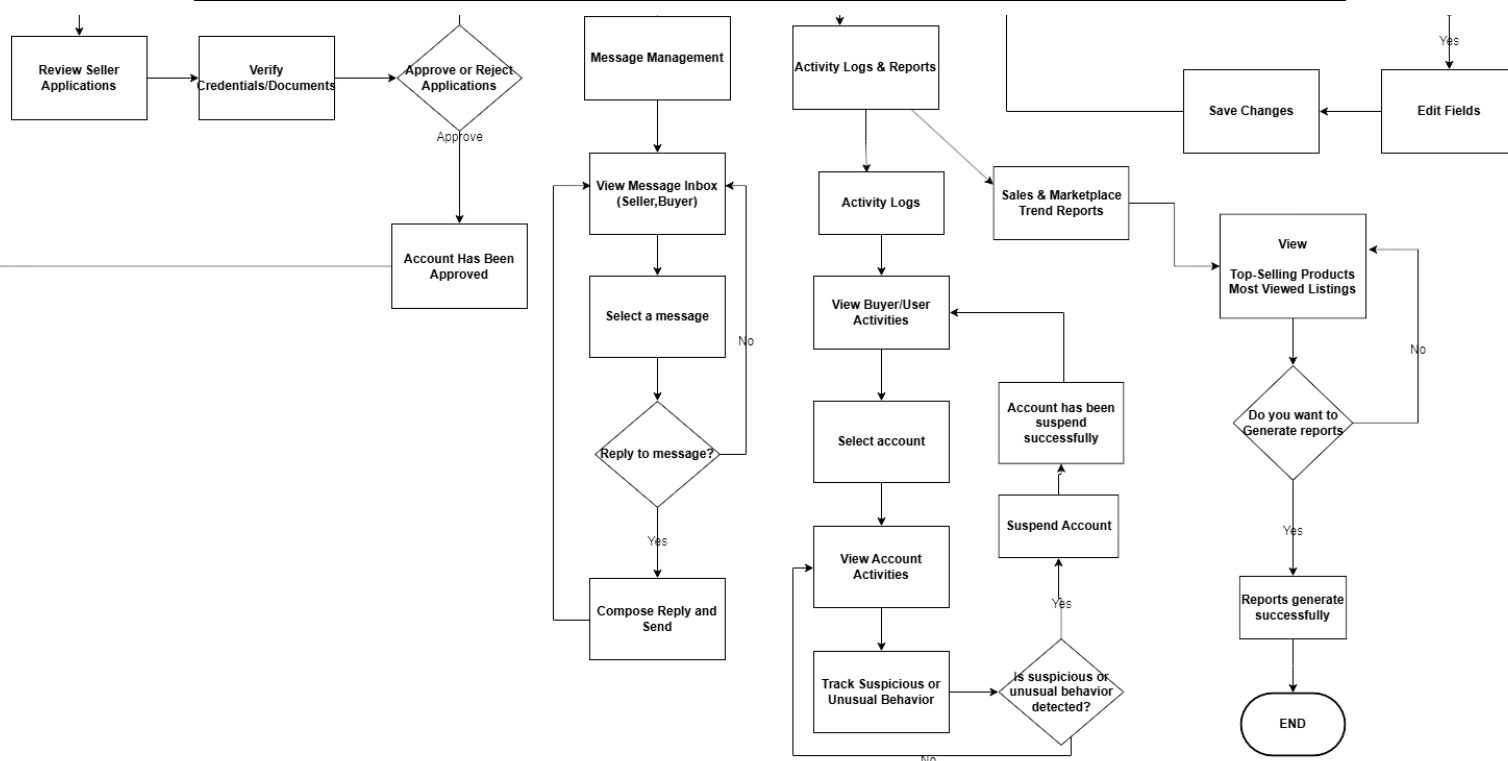 Review Seller
Applications
Verify
Credentials/Documents
Approve or Reject
Applications
Approve
Account Has Been
Approved
Message Management
View Message Inbox
(Seller,Buyer)
Select a message
No
Reply to message?
Yes
Compose Reply and
Send
Activity Logs & Reports
Activity Logs
View Buyer/User
Activities
Select account
View Account
Activities
Track Suspicious or
Unusual Behavior
Is suspicious or
unusual behavior
detected?
No
Yes
Suspend Account
Account has been
suspend
successfully
Sales & Marketplace
Trend Reports
View
Top-Selling Products
Most Viewed Listings
No
Do you want to
Generate reports
Yes
Reports generate
successfully
END
Yes
Edit Fields
Save Changes